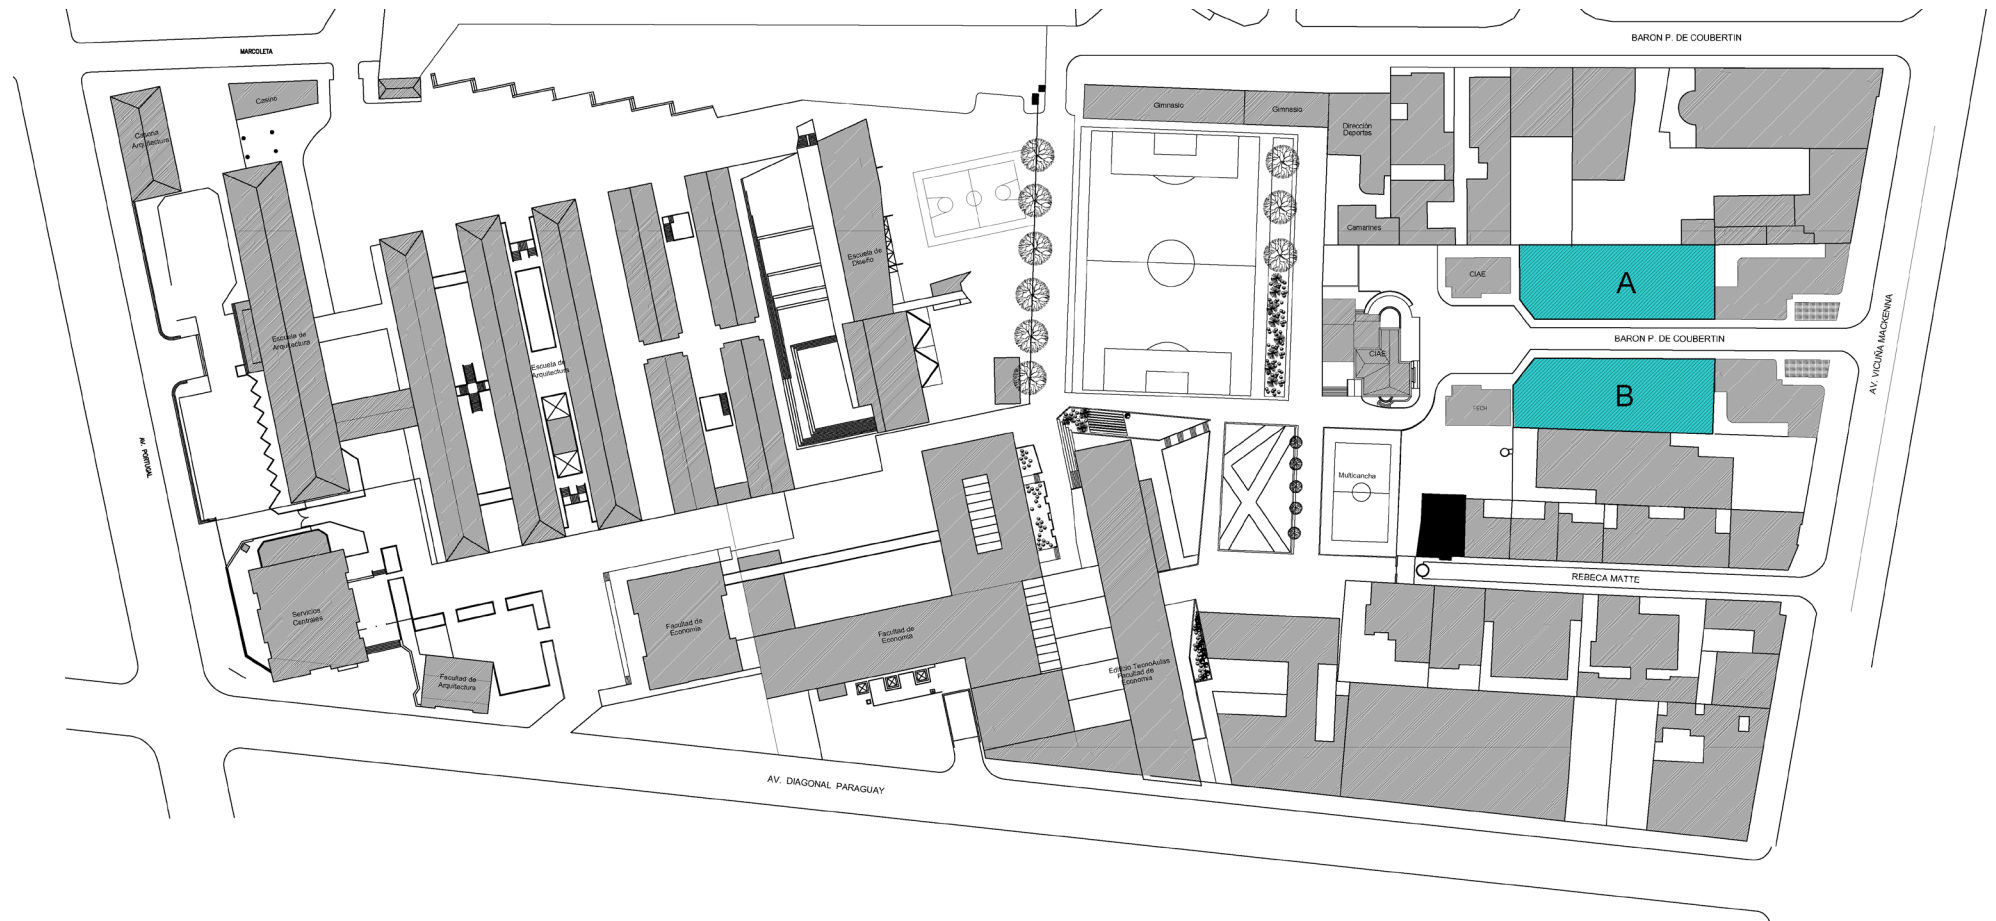 BARON P. DE COUBERTIN
MARCOLETA
Casino
Casona
Arquitectura
Gimnasio
Gimnasio
Dirección
Deportes
Camarines
Escuela de
Diseño
CIAE
A
BARON P. DE COUBERTIN
AV. VICUÑA MACKENNA
Escuela de
Arquitectura
Escuela de
Arquitectura
CIAE
B
FECH
AV. PORTUGAL
Multicancha
REBECA MATTE
Servicios
Centrales
Facultad de
Economía
Facultad de
Economía
Edificio TecnoAulas
Facultad de
Economía
Facultad de
Arquitectura
AV. DIAGONAL PARAGUAY